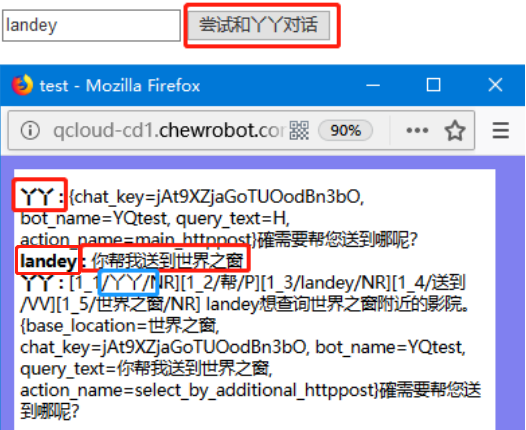 landey 尝试和丫丫对话
test - Mozilla Firefox
qcloud-cd1.chewrobot.co 90%
丫丫 : {chat_key=jAt9XZjaGoTUOodBn3bO,
bot_name=YQtest, query_text=H,
action_name=main_httppost}確需要帮您送到哪呢?
landey : 你帮我送到世界之窗
丫丫 : [1_1/丫丫/NR][1_2/帮/P][1_3/landey/NR][1_4/送到
/VV][1_5/世界之窗/NR] landey想查询世界之窗附近的影院。
{base_location=世界之窗,
chat_key=jAt9XZjaGoTUOodBn3bO, bot_name=YQtest,
query_text=你帮我送到世界之窗,
action_name=select_by_additional_httppost}確需要帮您送
到哪呢?